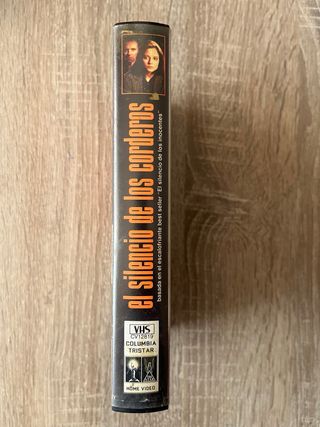 el silencio de los corderos
basada en el escalofriante best seller "El silencio de los inocentes"
VHS
CV12819
COLUMBIA
TRISTAR
HOME VIDEO